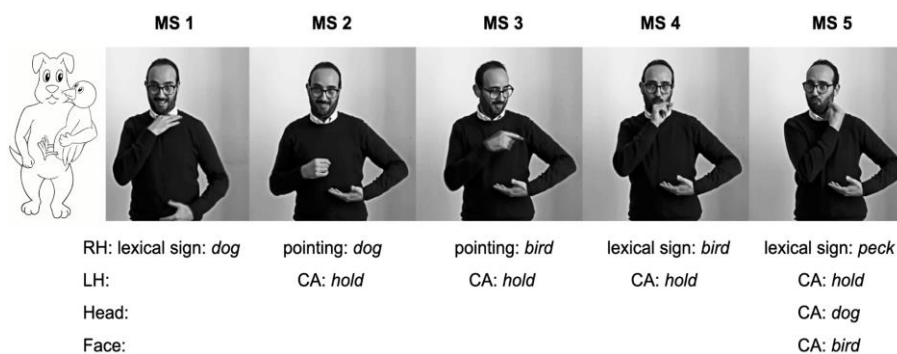 MS 1 MS 2 MS 3 MS 4 MS 5
RH: lexical sign: dog pointing: dog pointing: bird lexical sign: bird lexical sign: peck
LH: CA: hold CA: hold CA: hold CA: hold
Head: CA: dog
Face: CA: bird